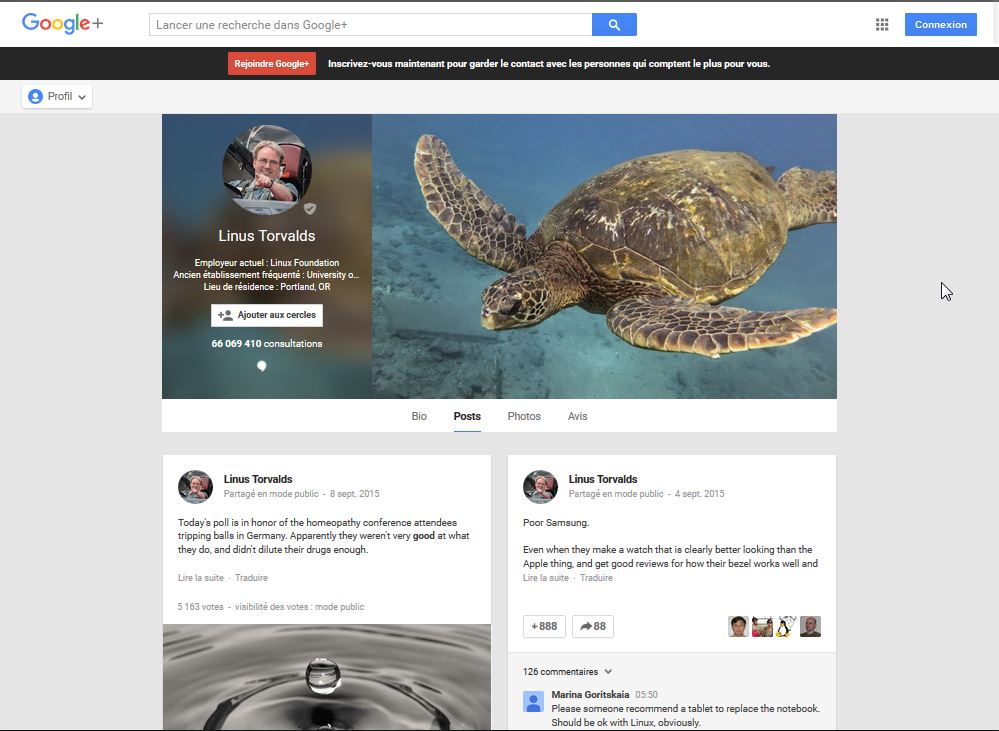 Google+
Lancer une recherche dans Google+
Connexion
Rejoindre Google+
Inscrivez-vous maintenant pour garder le contact avec les personnes qui comptent le plus pour vous.
Profil
Linus Torvalds
Employeur actuel : Linux Foundation
Ancien établissement fréquenté : University o...
Lieu de résidence : Portland, OR
Ajouter aux cercles
66 069 410 consultations
Bio
Posts
Photos
Avis
Linus Torvalds
Partagé en mode public - 8 sept. 2015
Today's poll is in honor of the homeopathy conference attendees
tripping balls in Germany. Apparently they weren't very good at what
they do, and didn't dilute their drugs enough.
Lire la suite · Traduire
5 163 votes - visibilité des votes : mode public
Linus Torvalds
Partagé en mode public - 4 sept. 2015
Poor Samsung.
Even when they make a watch that is clearly better looking than the
Apple thing, and get good reviews for how their bezel works well and
Lire la suite · Traduire
+888
88
126 commentaires
Marina Goritskaia 05:50
Please someone recommend a tablet to replace the notebook.
Should be ok with Linux, obviously.